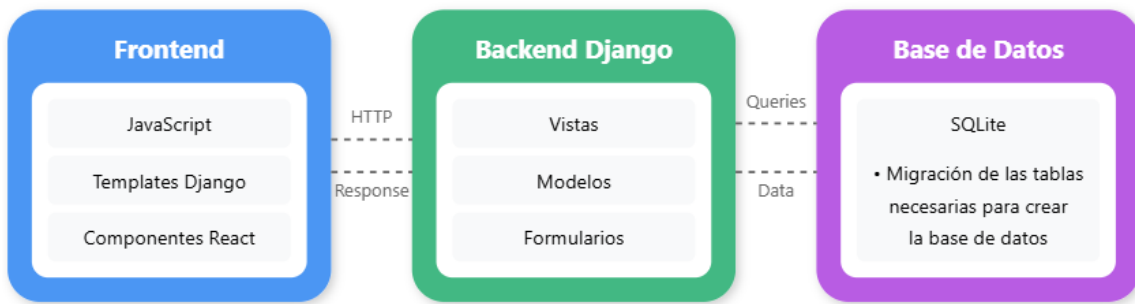 Frontend
JavaScript
Templates Django
Componentes React
HTTP
Response
Backend Django
Vistas
Modelos
Formularios
Queries
Data
Base de Datos
SQLite
• Migración de las tablas
necesarias para crear
la base de datos